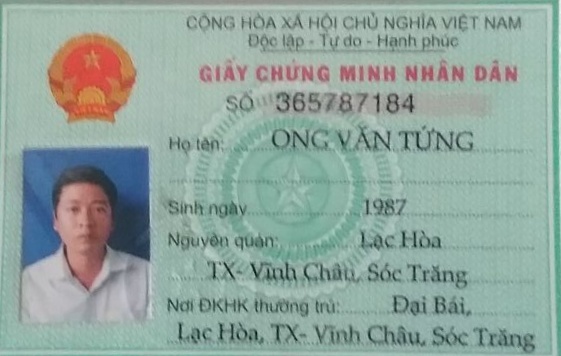 CỘNG HÒA XÃ HỘI CHỦ NGHĨA VIỆT NAM
Độc lập - Tự do - Hạnh phúc
GIẤY CHỨNG MINH NHÂN DÂN
SỐ 365787184
Họ tên: ONG VĂN TỨNG
Sinh ngày 1987
Nguyên quán: Lạc Hòa
TX- Vĩnh Châu, Sóc Trăng
Nơi ĐKHK thường trú: Đại Bái,
Lạc Hòa, TX- Vĩnh Châu, Sóc Trăng